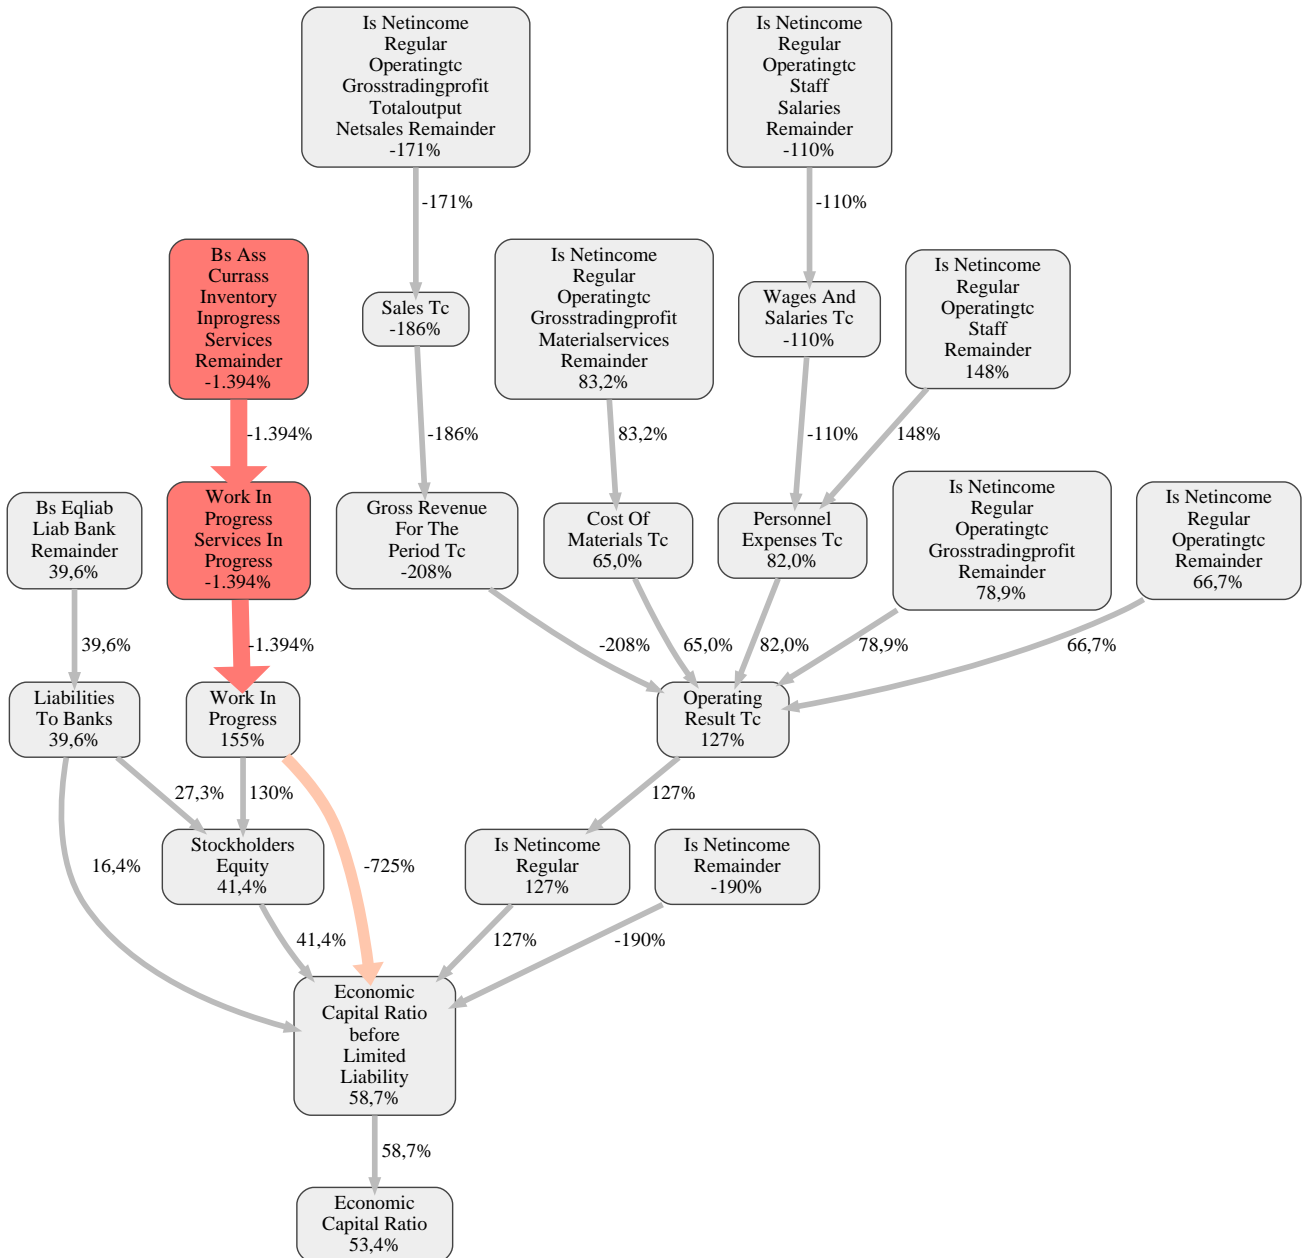 Is Netincome
Regular
Operatingtc
Grosstradingprofit
Totaloutput
Netsales Remainder
-171%
Is Netincome
Regular
Operatingtc
Staff
Salaries
Remainder
-110%
-171%
-110%
Bs Ass
Currass
Inventory
Inprogress
Services
Remainder
-1.394%
Sales Tc
-186%
Is Netincome
Regular
Operatingtc
Grosstradingprofit
Materialservices
Remainder
83,2%
Wages And
Salaries Tc
-110%
Is Netincome
Regular
Operatingtc
Staff
Remainder
148%
-1.394%
-186%
83,2%
-110%
148%
Bs Eqliab
Liab Bank
Remainder
39,6%
Work In
Progress
Services In
Progress
-1.394%
Gross Revenue
For The
Period Tc
-208%
Cost Of
Materials Tc
65,0%
Personnel
Expenses Tc
82,0%
Is Netincome
Regular
Operatingtc
Grosstradingprofit
Remainder
78,9%
Is Netincome
Regular
Operatingtc
Remainder
66,7%
39,6%
-1.394%
-208%
65,0%
82,0%
78,9%
66,7%
Liabilities
To Banks
39,6%
Work In
Progress
155%
Operating
Result Tc
127%
27,3%
130%
127%
16,4%
Stockholders
Equity
41,4%
-725%
Is Netincome
Regular
127%
Is Netincome
Remainder
-190%
41,4%
127%
-190%
Economic
Capital Ratio
before
Limited
Liability
58,7%
58,7%
Economic
Capital Ratio
53,4%